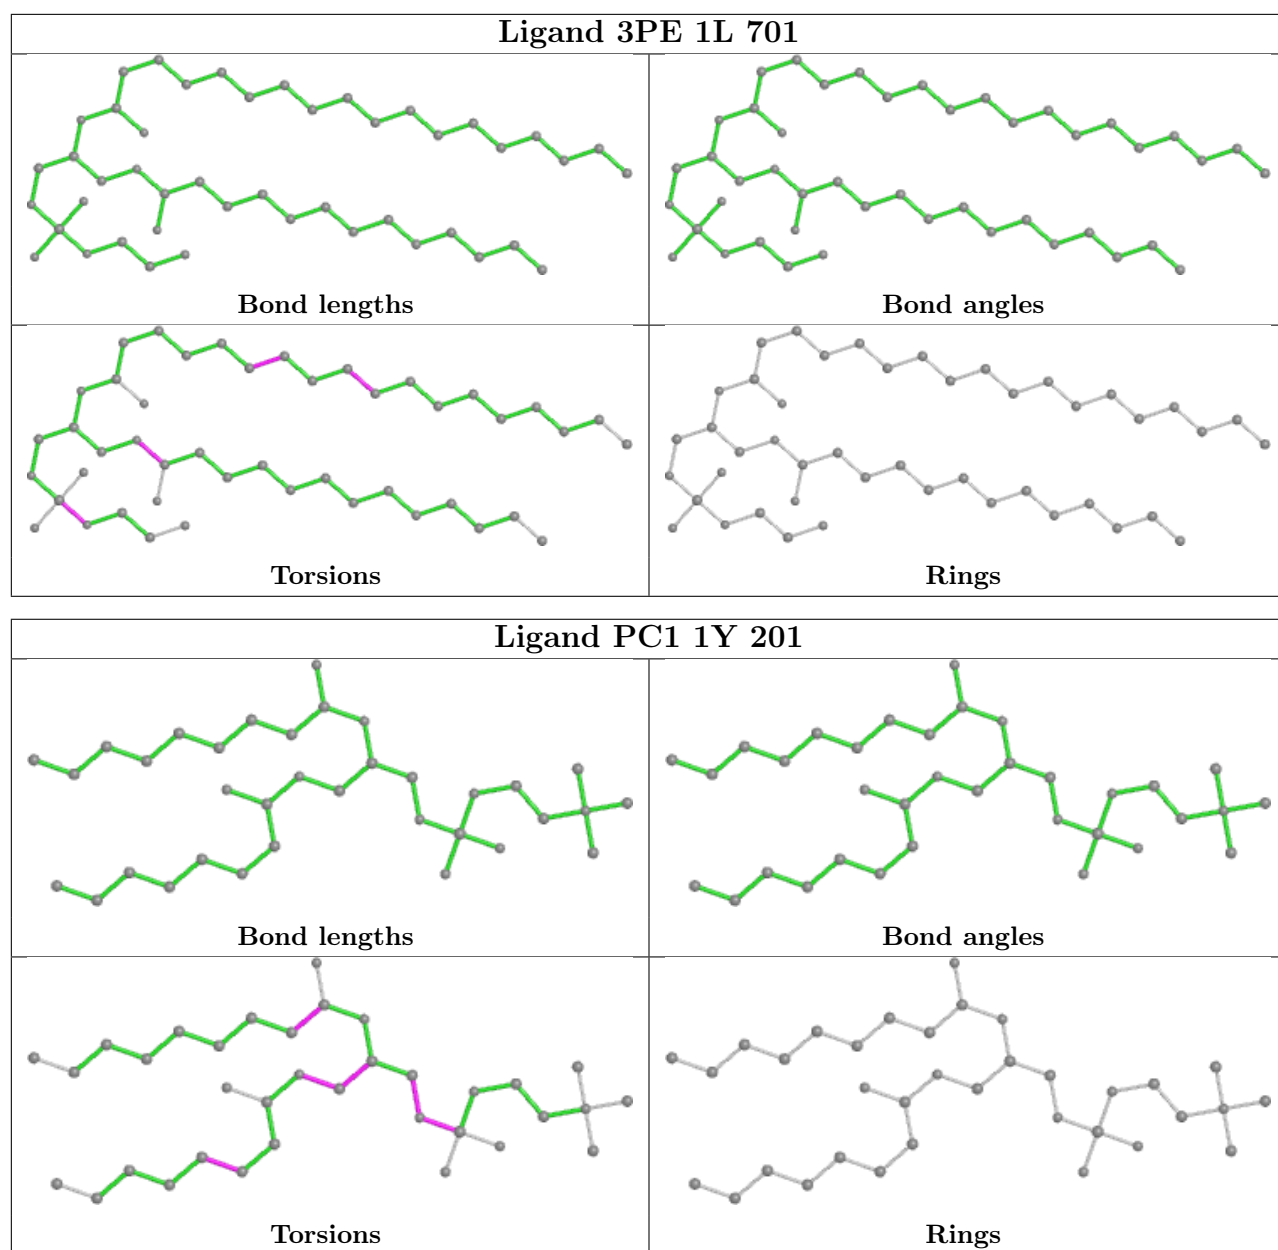 Ligand 3PE 1L 701
Bond lengths
Bond angles
Torsions
Rings
Ligand PC1 1Y 201
Bond lengths
Bond angles
Torsions
Rings